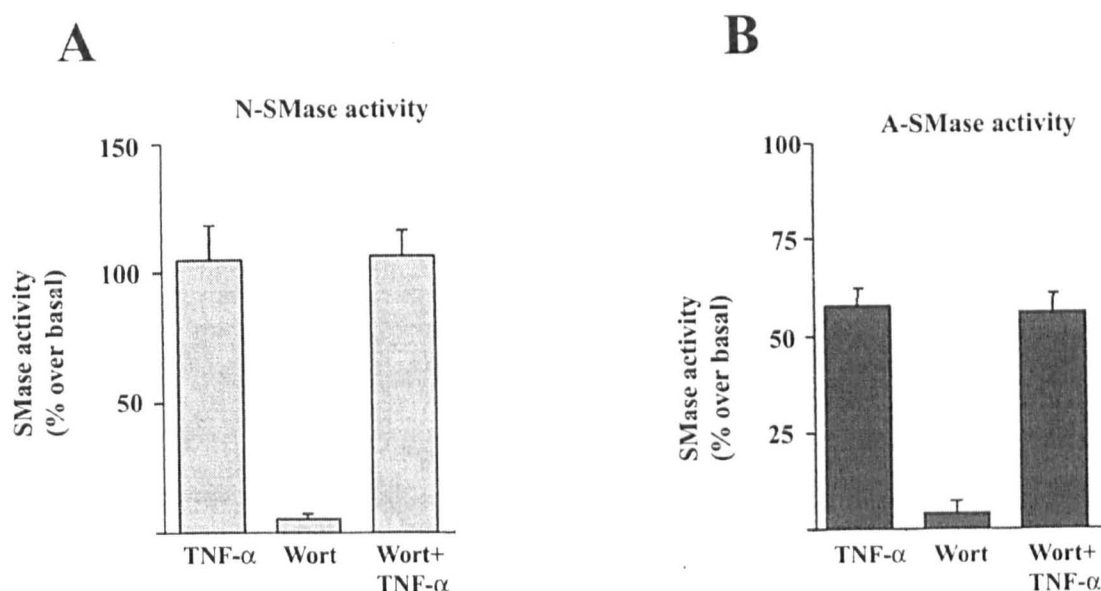 A
N-SMase activity
150
100
50
SMase activity
(% over basal)
TNF-α Wort Wort+
TNF-α
B
A-SMase activity
100
75
50
25
SMase activity
(% over basal)
TNF-α Wort Wort+
TNF-α